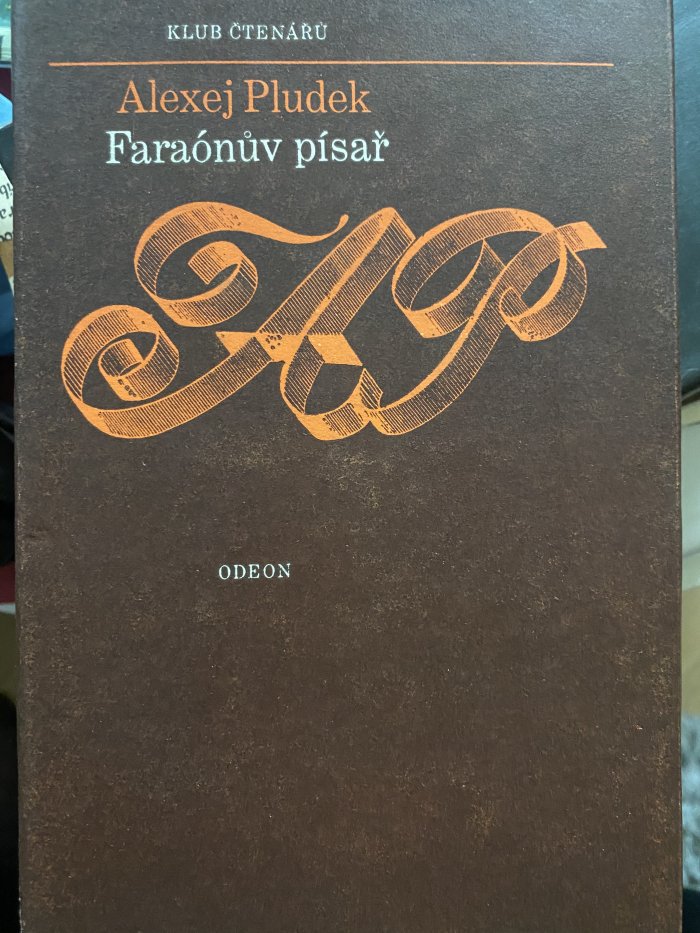 KLUB ČTENÁŘŮ
Alexej Pludek
Faraónův písař
AP
ODEON